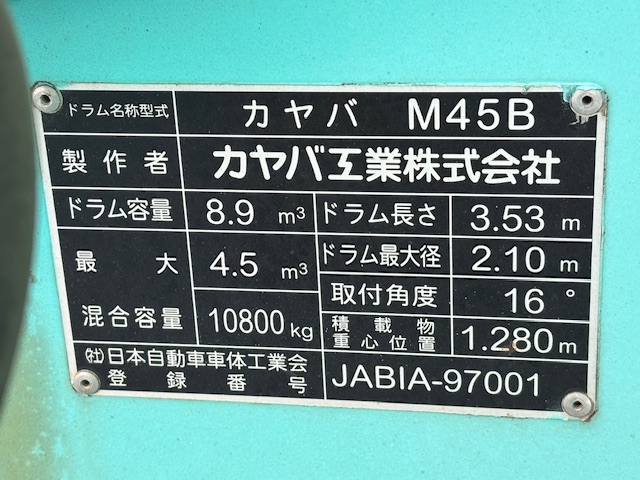 ドラム名称型式 カヤバ M45B
製作者 カヤバ工業株式会社
ドラム容量 8.9 m³ ドラム長さ 3.53 m
最大混合容量 4.5 m³ ドラム最大径 2.10 m
10800 kg 取付角度 16°
積載物重心位置 1.280 m
㈳日本自動車車体工業会
登録番号 JABIA-97001